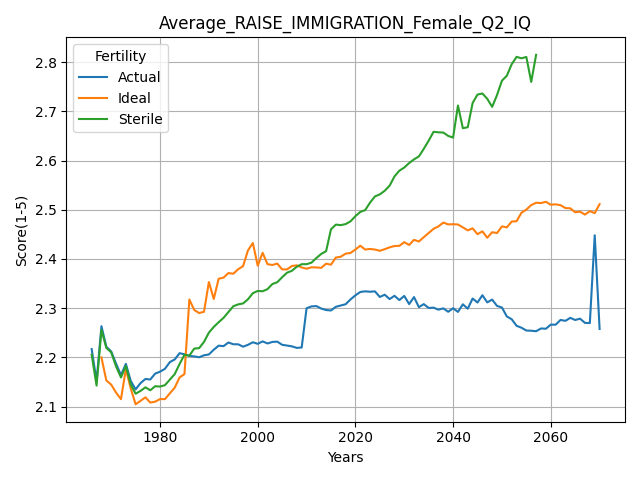 Average_RAISE_IMMIGRATION_Female_Q2_IQ
Fertility
Actual
Ideal
Sterile
Score(1-5)
2.8
2.7
2.6
2.5
2.4
2.3
2.2
2.1
1980
2000
2020
2040
2060
Years